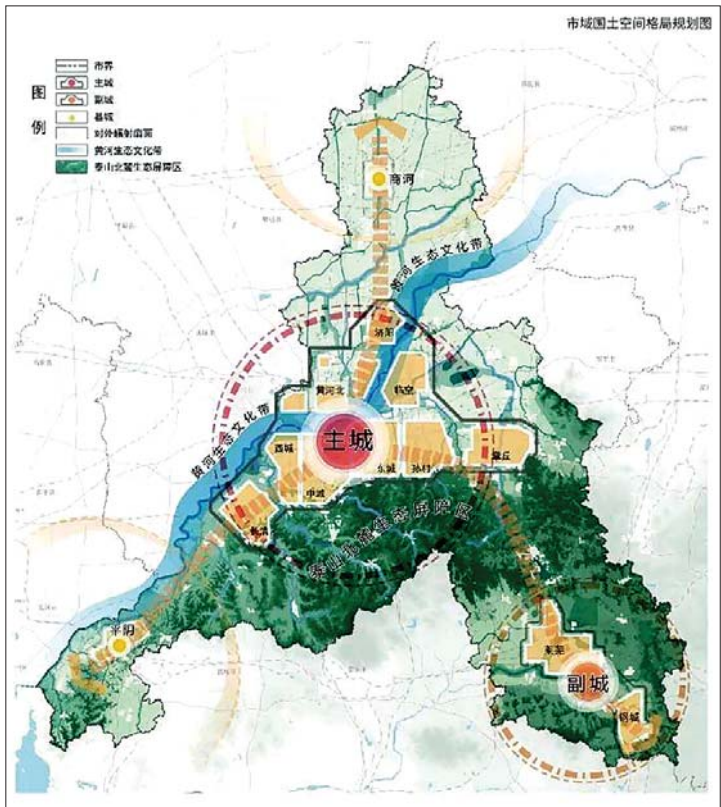 市域国土空间格局规划图
图例
市界
主城
副城
县城
对外辐射扇面
黄河生态文化带
泰山北麓生态屏障区
商河
黄河生态文化带
济阳
黄河北
临空
黄河生态文化带
主城
西城
东城
孙村
章丘
中城
长清
泰山北麓生态屏障区
平阴
莱芜
副城
钢城